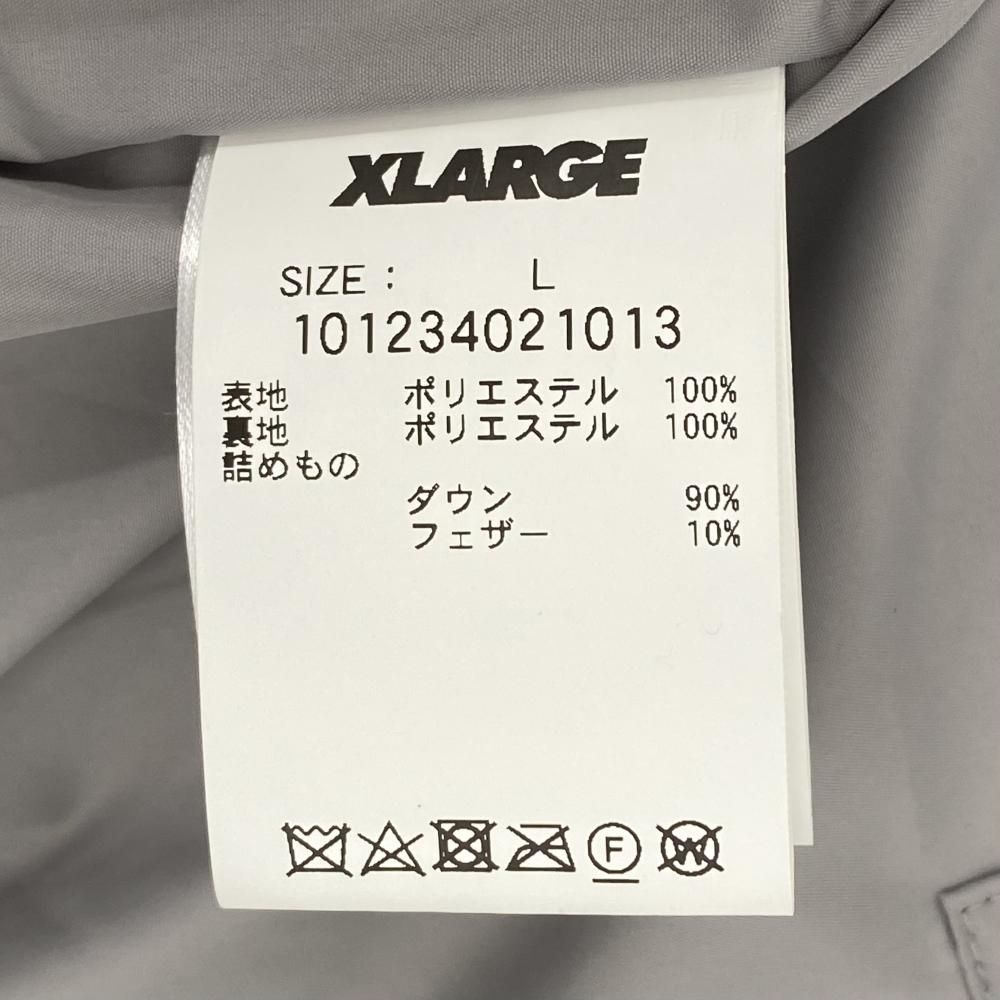 XLARGE
SIZE : L
101234021013
表地 ポリエステル 100%
裏地 ポリエステル 100%
詰めもの
ダウン 90%
フェザー 10%
F W